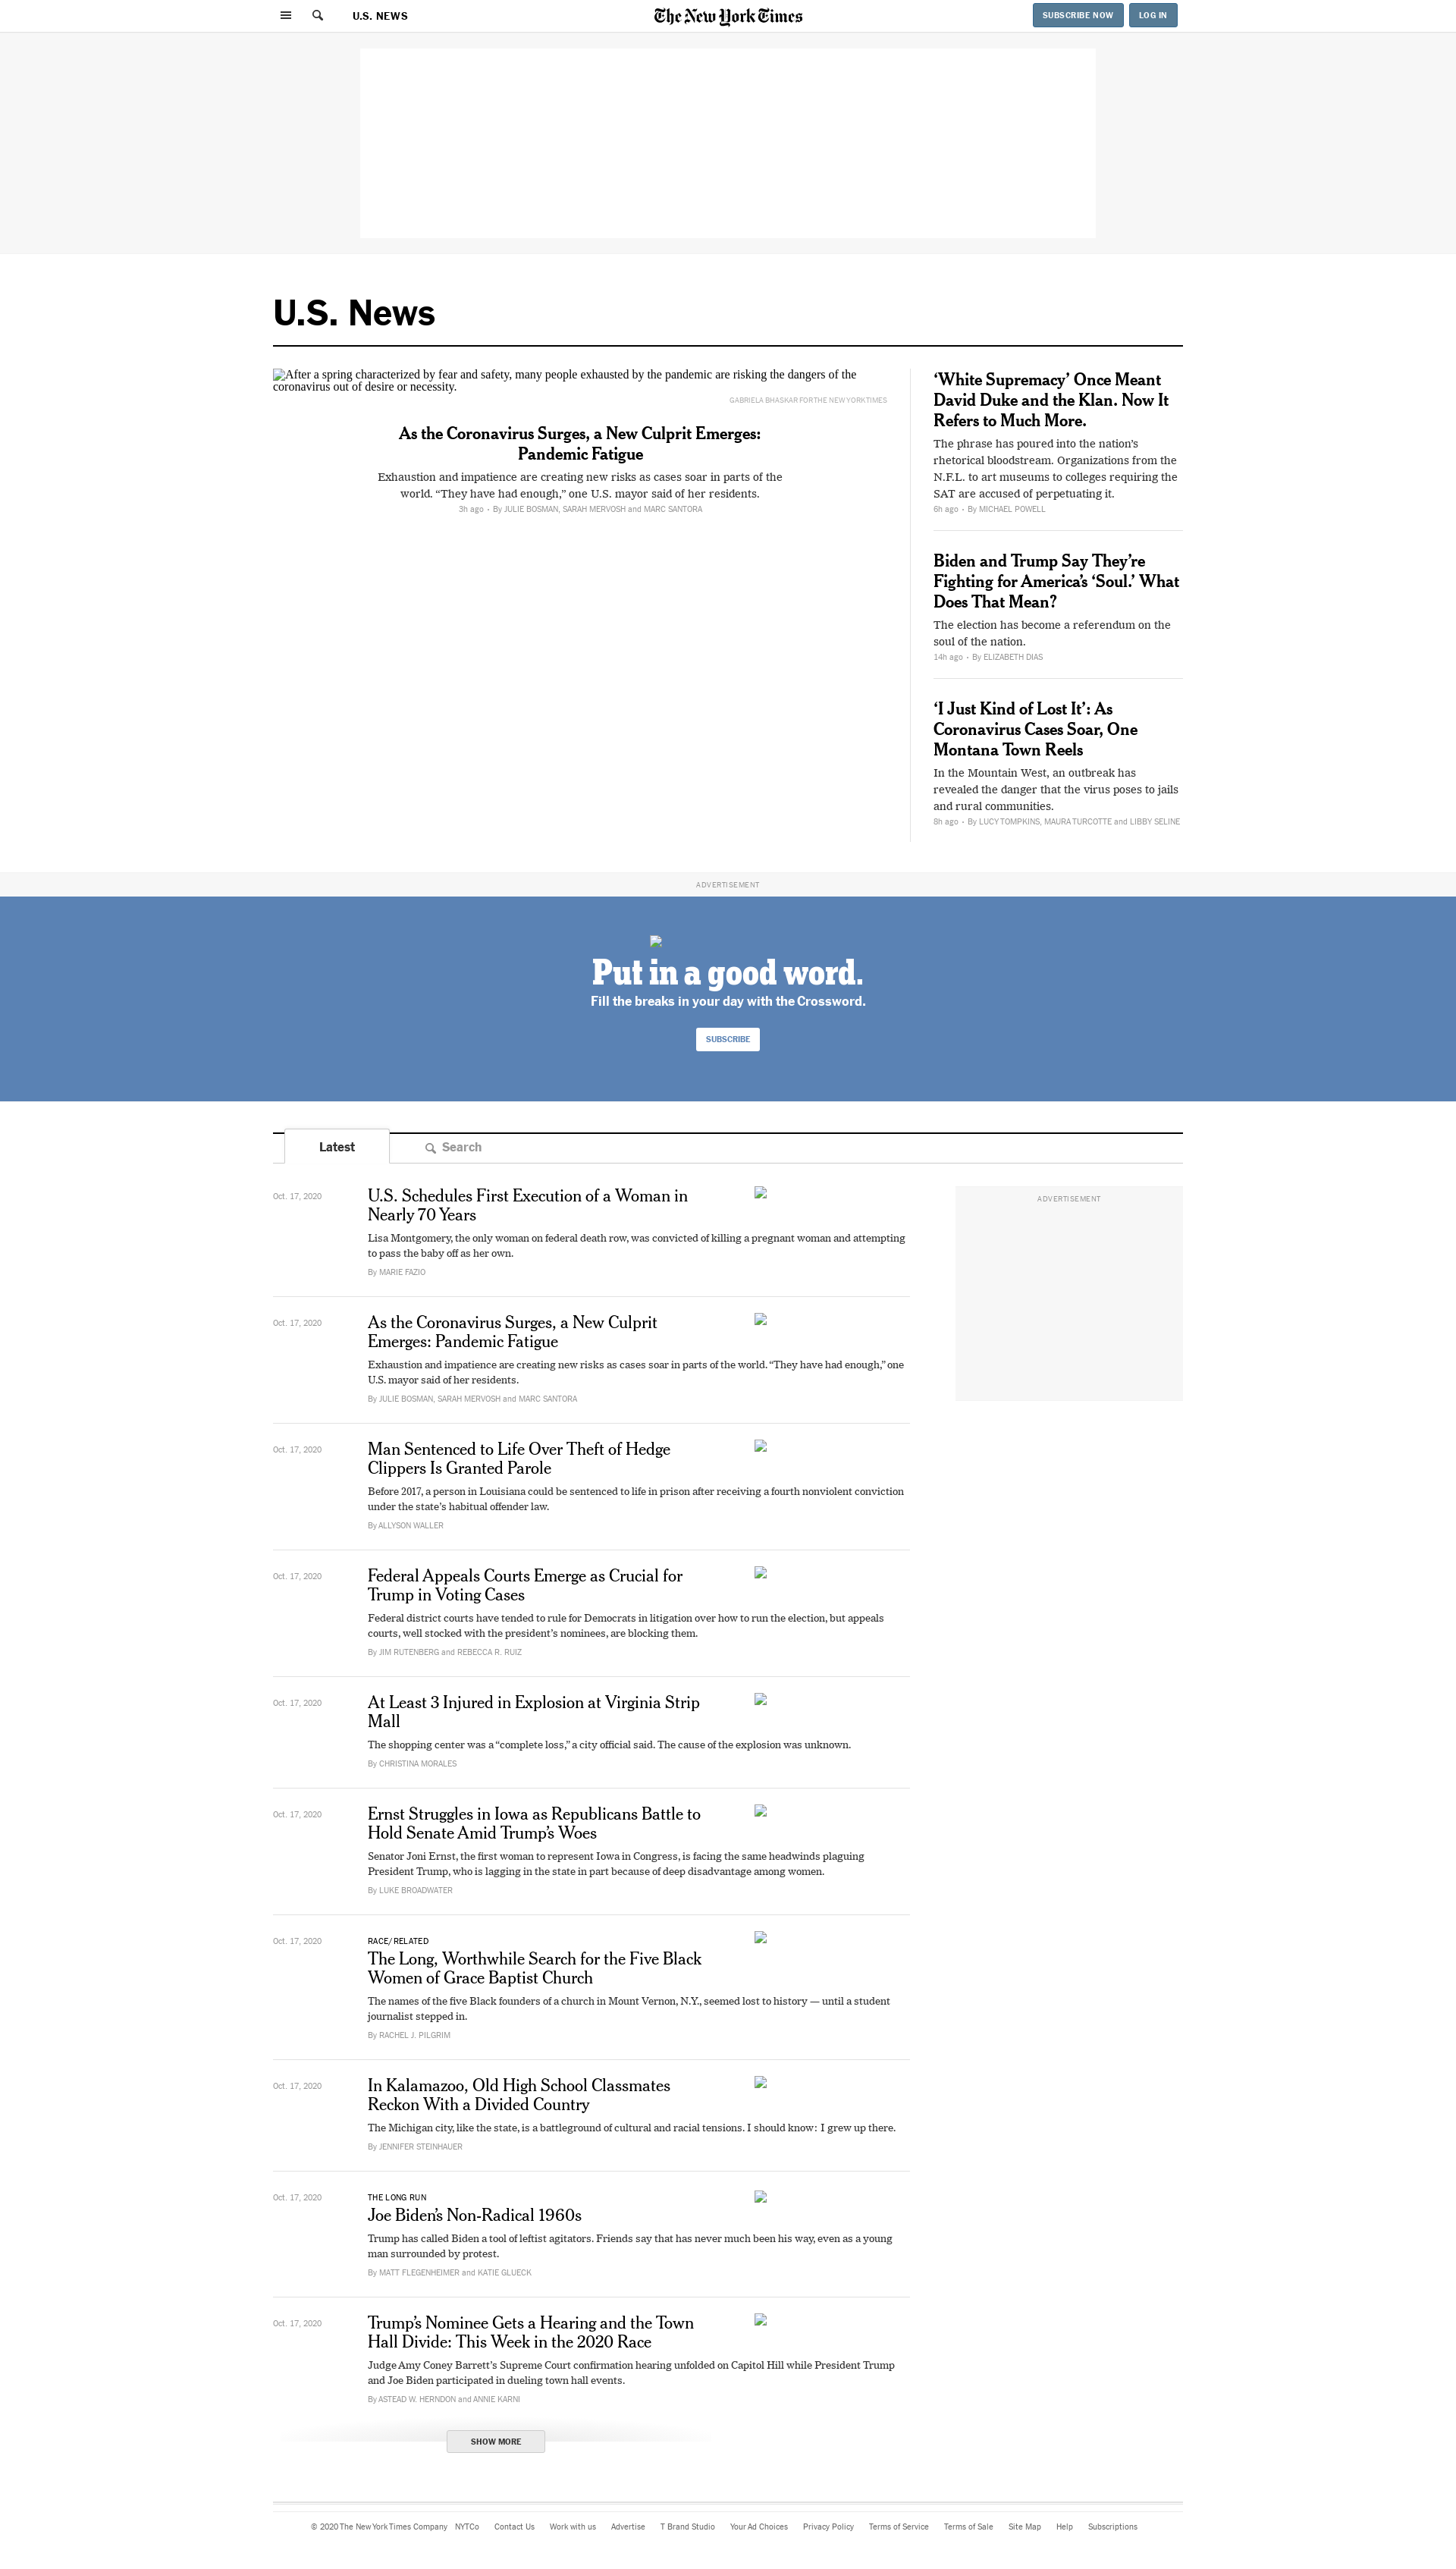 U.S. NEWS
The New York Times
SUBSCRIBE NOW
LOG IN
U.S. News
After a spring characterized by fear and safety, many people exhausted by the pandemic are risking the dangers of the
coronavirus out of desire or necessity.
GABRIELA BHASKAR FOR THE NEW YORK TIMES
As the Coronavirus Surges, a New Culprit Emerges:
Pandemic Fatigue
Exhaustion and impatience are creating new risks as cases soar in parts of the
world. “They have had enough,” one U.S. mayor said of her residents.
3h ago · By JULIE BOSMAN, SARAH MERVOSH and MARC SANTORA
‘White Supremacy’ Once Meant
David Duke and the Klan. Now It
Refers to Much More.
The phrase has poured into the nation’s
rhetorical bloodstream. Organizations from the
N.F.L. to art museums to colleges requiring the
SAT are accused of perpetuating it.
6h ago · By MICHAEL POWELL
Biden and Trump Say They’re
Fighting for America’s ‘Soul.’ What
Does That Mean?
The election has become a referendum on the
soul of the nation.
14h ago · By ELIZABETH DIAS
‘I Just Kind of Lost It’: As
Coronavirus Cases Soar, One
Montana Town Reels
In the Mountain West, an outbreak has
revealed the danger that the virus poses to jails
and rural communities.
8h ago · By LUCY TOMPKINS, MAURA TURCOTTE and LIBBY SELINE
ADVERTISEMENT
Put in a good word.
Fill the breaks in your day with the Crossword.
SUBSCRIBE
Latest
Search
ADVERTISEMENT
Oct. 17, 2020
U.S. Schedules First Execution of a Woman in
Nearly 70 Years
Lisa Montgomery, the only woman on federal death row, was convicted of killing a pregnant woman and attempting
to pass the baby off as her own.
By MARIE FAZIO
Oct. 17, 2020
As the Coronavirus Surges, a New Culprit
Emerges: Pandemic Fatigue
Exhaustion and impatience are creating new risks as cases soar in parts of the world. “They have had enough,” one
U.S. mayor said of her residents.
By JULIE BOSMAN, SARAH MERVOSH and MARC SANTORA
Oct. 17, 2020
Man Sentenced to Life Over Theft of Hedge
Clippers Is Granted Parole
Before 2017, a person in Louisiana could be sentenced to life in prison after receiving a fourth nonviolent conviction
under the state’s habitual offender law.
By ALLYSON WALLER
Oct. 17, 2020
Federal Appeals Courts Emerge as Crucial for
Trump in Voting Cases
Federal district courts have tended to rule for Democrats in litigation over how to run the election, but appeals
courts, well stocked with the president’s nominees, are blocking them.
By JIM RUTENBERG and REBECCA R. RUIZ
Oct. 17, 2020
At Least 3 Injured in Explosion at Virginia Strip
Mall
The shopping center was a “complete loss,” a city official said. The cause of the explosion was unknown.
By CHRISTINA MORALES
Oct. 17, 2020
Ernst Struggles in Iowa as Republicans Battle to
Hold Senate Amid Trump’s Woes
Senator Joni Ernst, the first woman to represent Iowa in Congress, is facing the same headwinds plaguing
President Trump, who is lagging in the state in part because of deep disadvantage among women.
By LUKE BROADWATER
Oct. 17, 2020
RACE/RELATED
The Long, Worthwhile Search for the Five Black
Women of Grace Baptist Church
The names of the five Black founders of a church in Mount Vernon, N.Y., seemed lost to history — until a student
journalist stepped in.
By RACHEL J. PILGRIM
Oct. 17, 2020
In Kalamazoo, Old High School Classmates
Reckon With a Divided Country
The Michigan city, like the state, is a battleground of cultural and racial tensions. I should know: I grew up there.
By JENNIFER STEINHAUER
Oct. 17, 2020
THE LONG RUN
Joe Biden’s Non-Radical 1960s
Trump has called Biden a tool of leftist agitators. Friends say that has never much been his way, even as a young
man surrounded by protest.
By MATT FLEGENHEIMER and KATIE GLUECK
Oct. 17, 2020
Trump’s Nominee Gets a Hearing and the Town
Hall Divide: This Week in the 2020 Race
Judge Amy Coney Barrett’s Supreme Court confirmation hearing unfolded on Capitol Hill while President Trump
and Joe Biden participated in dueling town hall events.
By ASTEAD W. HERNDON and ANNIE KARNI
SHOW MORE
© 2020 The New York Times Company NYTCo Contact Us Work with us Advertise T Brand Studio Your Ad Choices Privacy Policy Terms of Service Terms of Sale Site Map Help Subscriptions